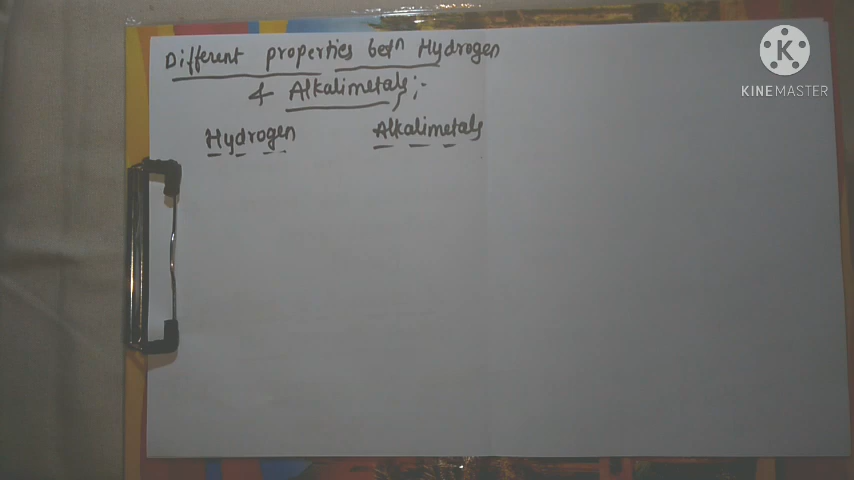 Different properties betn Hydrogen
& Alkalimetals;-
Hydrogen Alkalimetals
K
KINEMASTER